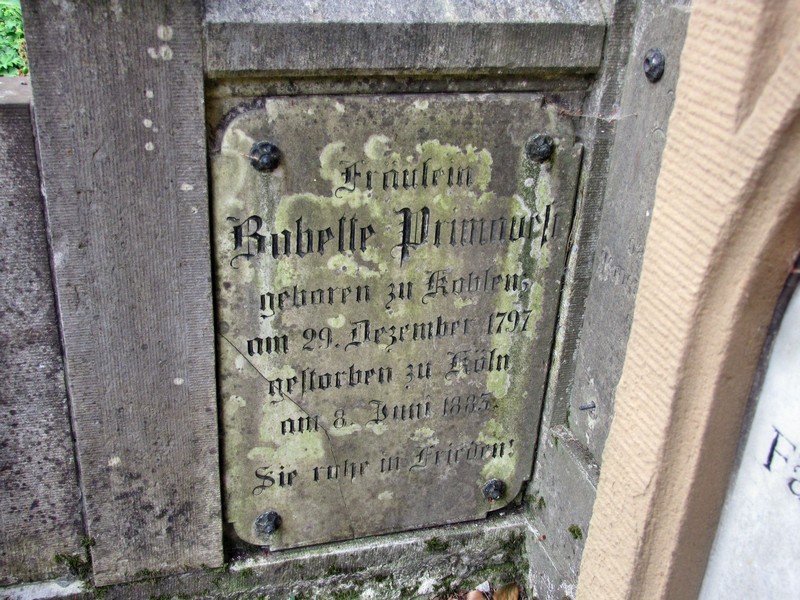 Fräulein
Babette
geboren zu Koblenz
am 29. Dezember 1797
gestorben zu Köln
am 8. Juni 1883.
Sie ruhe in Frieden!